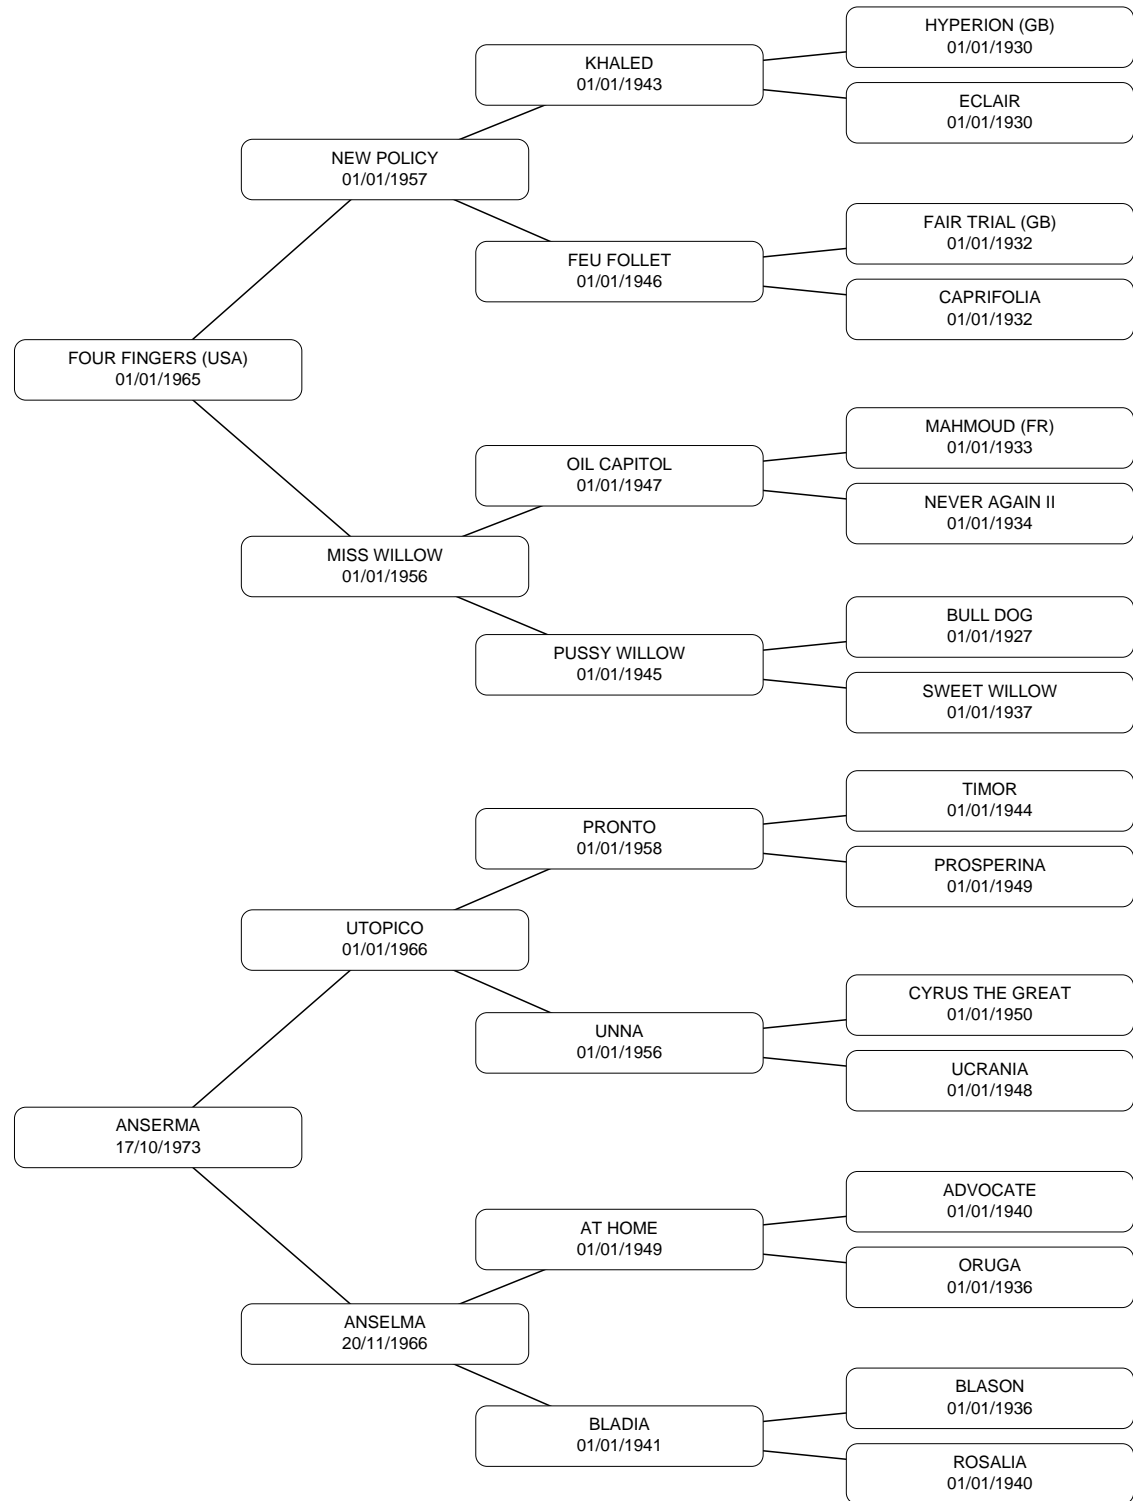 HYPERION (GB)
01/01/1930
KHALED
01/01/1943
ECLAIR
01/01/1930
NEW POLICY
01/01/1957
FAIR TRIAL (GB)
01/01/1932
FEU FOLLET
01/01/1946
CAPRIFOLIA
01/01/1932
FOUR FINGERS (USA)
01/01/1965
MAHMOUD (FR)
01/01/1933
OIL CAPITOL
01/01/1947
NEVER AGAIN II
01/01/1934
MISS WILLOW
01/01/1956
BULL DOG
01/01/1927
PUSSY WILLOW
01/01/1945
SWEET WILLOW
01/01/1937
TIMOR
01/01/1944
PRONTO
01/01/1958
PROSPERINA
01/01/1949
UTOPICO
01/01/1966
CYRUS THE GREAT
01/01/1950
UNNA
01/01/1956
UCRANIA
01/01/1948
ANSERMA
17/10/1973
ADVOCATE
01/01/1940
AT HOME
01/01/1949
ORUGA
01/01/1936
ANSELMA
20/11/1966
BLASON
01/01/1936
BLADIA
01/01/1941
ROSALIA
01/01/1940